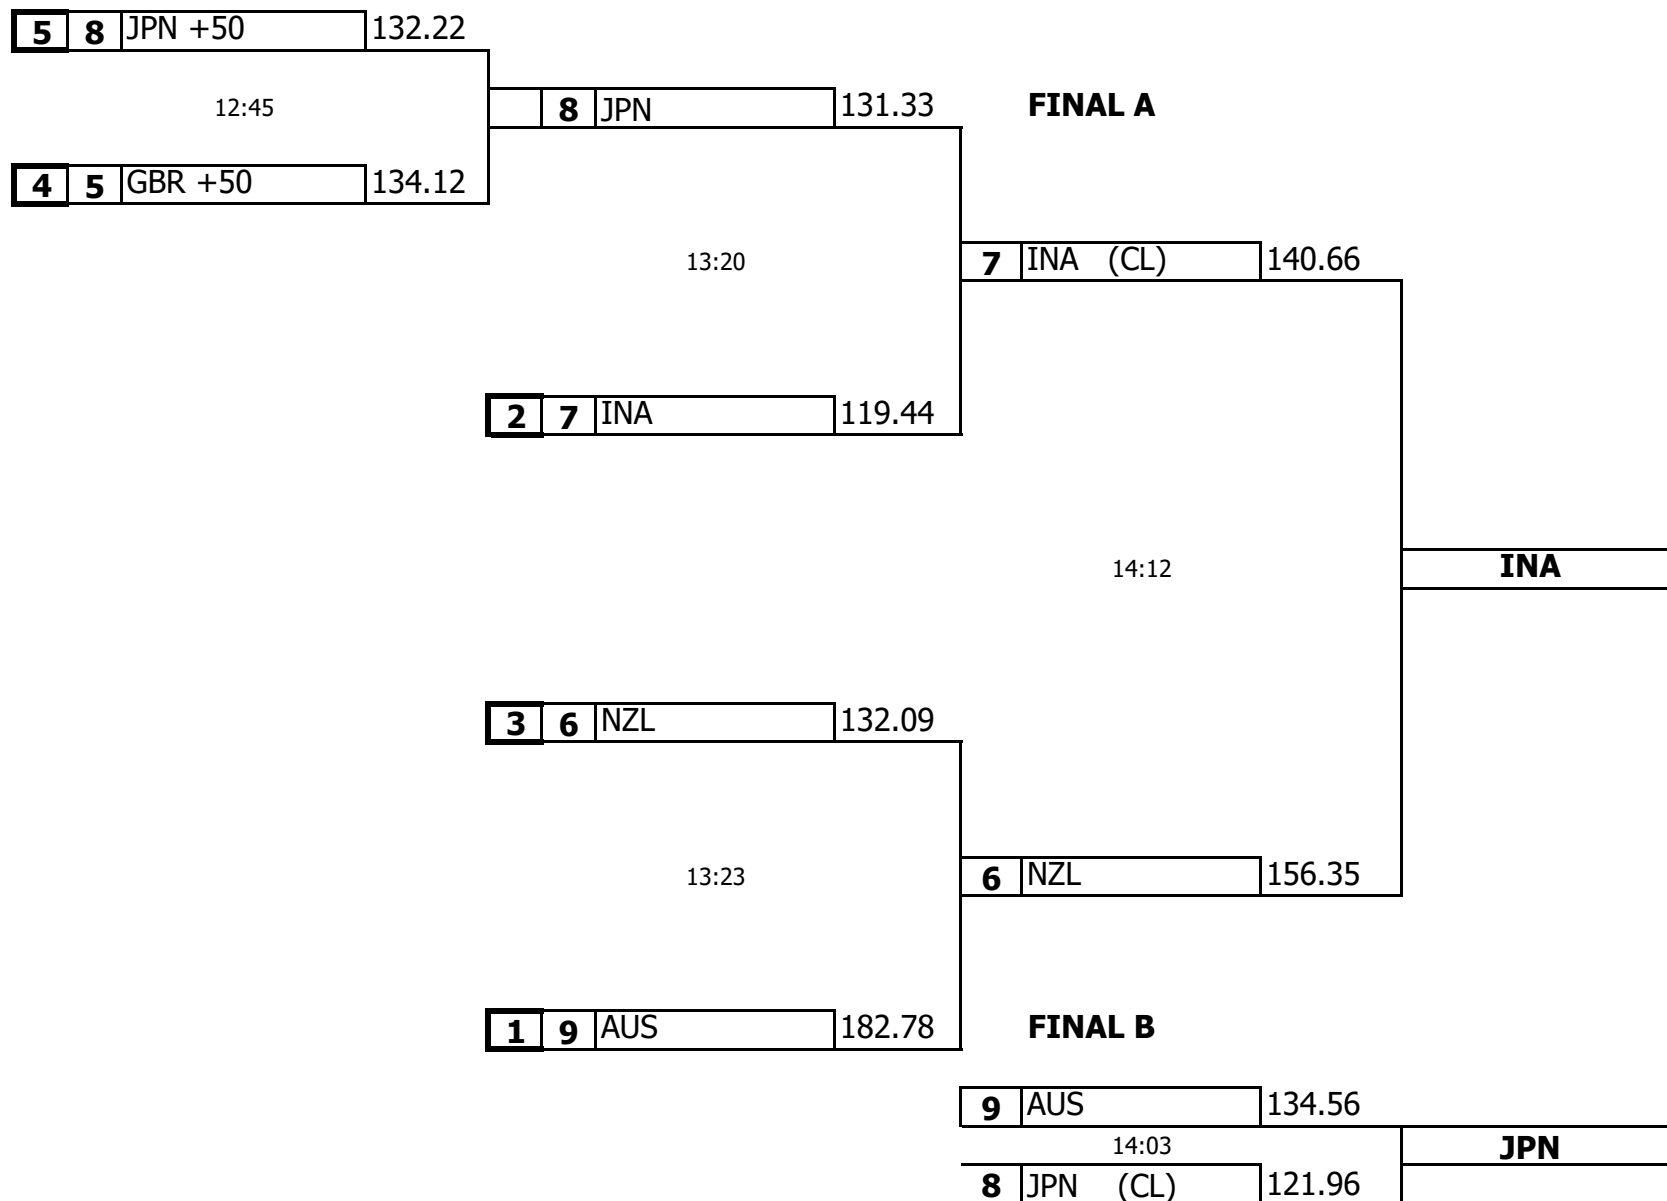 5 8 JPN +50 132.22
12:45
8 JPN 131.33 FINAL A
4 5 GBR +50 134.12
13:20
7 INA (CL) 140.66
2 7 INA 119.44
14:12
INA
3 6 NZL 132.09
13:23
6 NZL 156.35
1 9 AUS 182.78 FINAL B
9 AUS 134.56
14:03
JPN
8 JPN (CL) 121.96